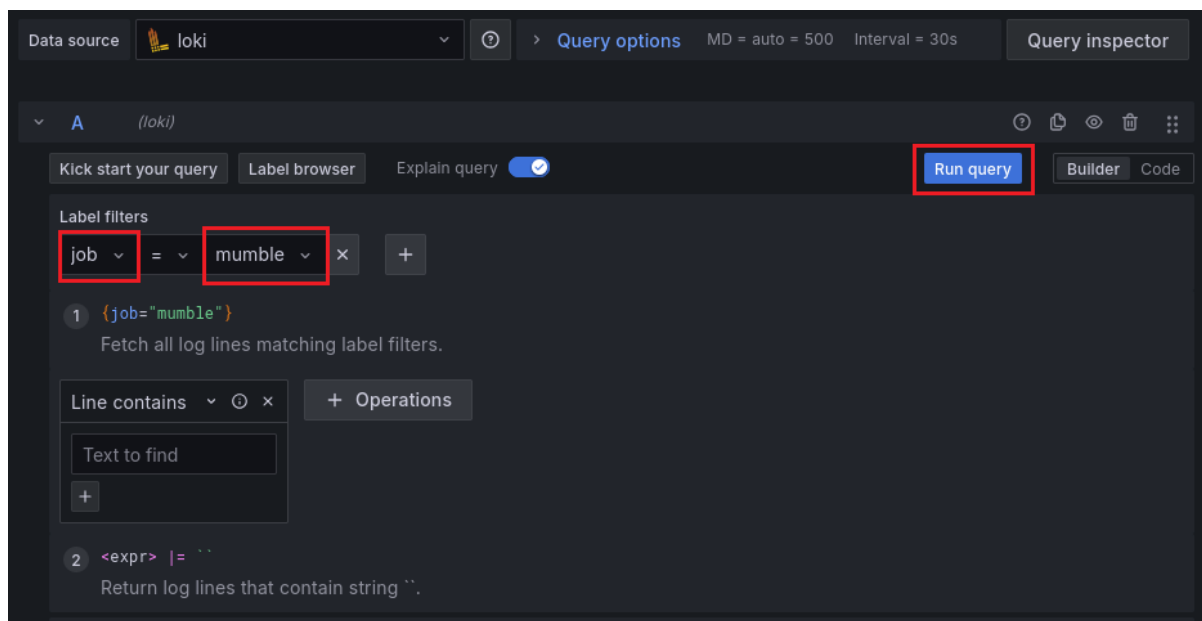 Data source loki Query options MD = auto = 500 Interval = 30s Query inspector
A (loki)
Kick start your query Label browser Explain query Run query Builder Code
Label filters
job = mumble
1 {job="mumble"}
Fetch all log lines matching label filters.
Line contains + Operations
Text to find
+
2 <expr> |= ``
Return log lines that contain string ``.